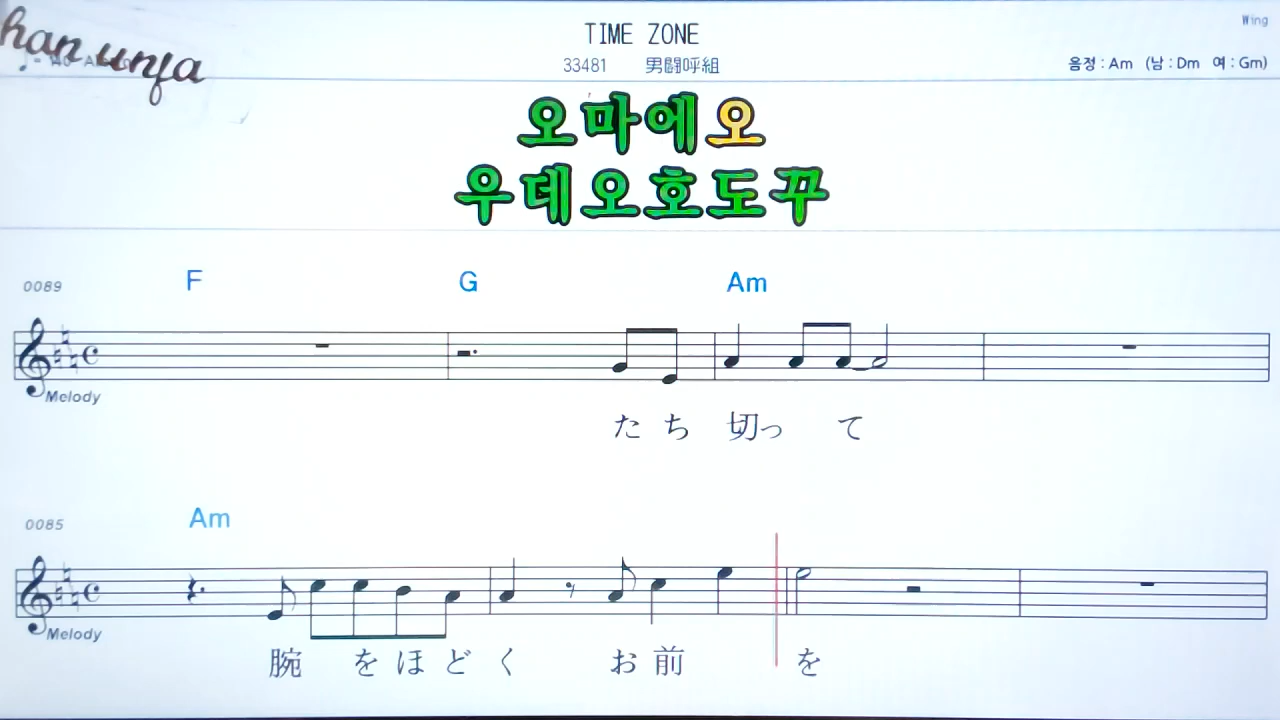 han unfa
TIME ZONE
Wing
33481 男闘呼組
음정 : Am (남 : Dm 여 : Gm)
오마에오
우데오호도꾸
0089 F G Am
Melody
たち切って
0085 Am
Melody
腕をほどくお前を